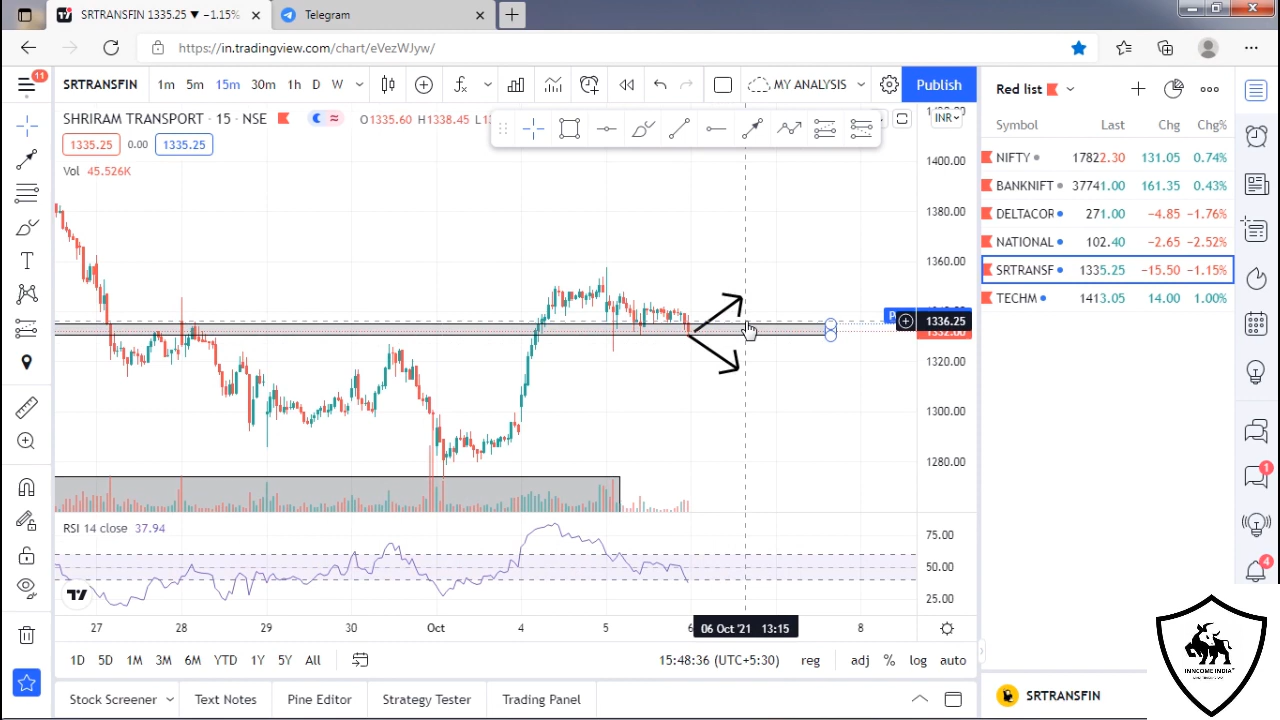 SRTRANSFIN 1335.25 ▼ −1.15%
Telegram
https://in.tradingview.com/chart/eVezWJyw/
11
SRTRANSFIN 1m 5m 15m 30m 1h D W MY ANALYSIS Publish
Red list
SHRIRAM TRANSPORT · 15 · NSE O1335.60 H1338.45 INR
1335.25 0.00 1335.25
Vol 45.526K
Symbol Last Chg Chg%
NIFTY 17822.30 131.05 0.74%
BANKNIFT 37741.00 161.35 0.43%
DELTACOR 271.00 −4.85 −1.76%
NATIONAL 102.40 −2.65 −2.52%
SRTRANSF 1335.25 −15.50 −1.15%
TECHM 1413.05 14.00 1.00%
1400.00
1380.00
1360.00
1336.25
1320.00
1300.00
1280.00
RSI 14 close 37.94
75.00
50.00
25.00
27 28 29 30 Oct 4 5 06 Oct '21 13:15 8
1D 5D 1M 3M 6M YTD 1Y 5Y All 15:48:36 (UTC+5:30) reg adj % log auto
Stock Screener Text Notes Pine Editor Strategy Tester Trading Panel
SRTRANSFIN
1
4
INNCOME INDIA